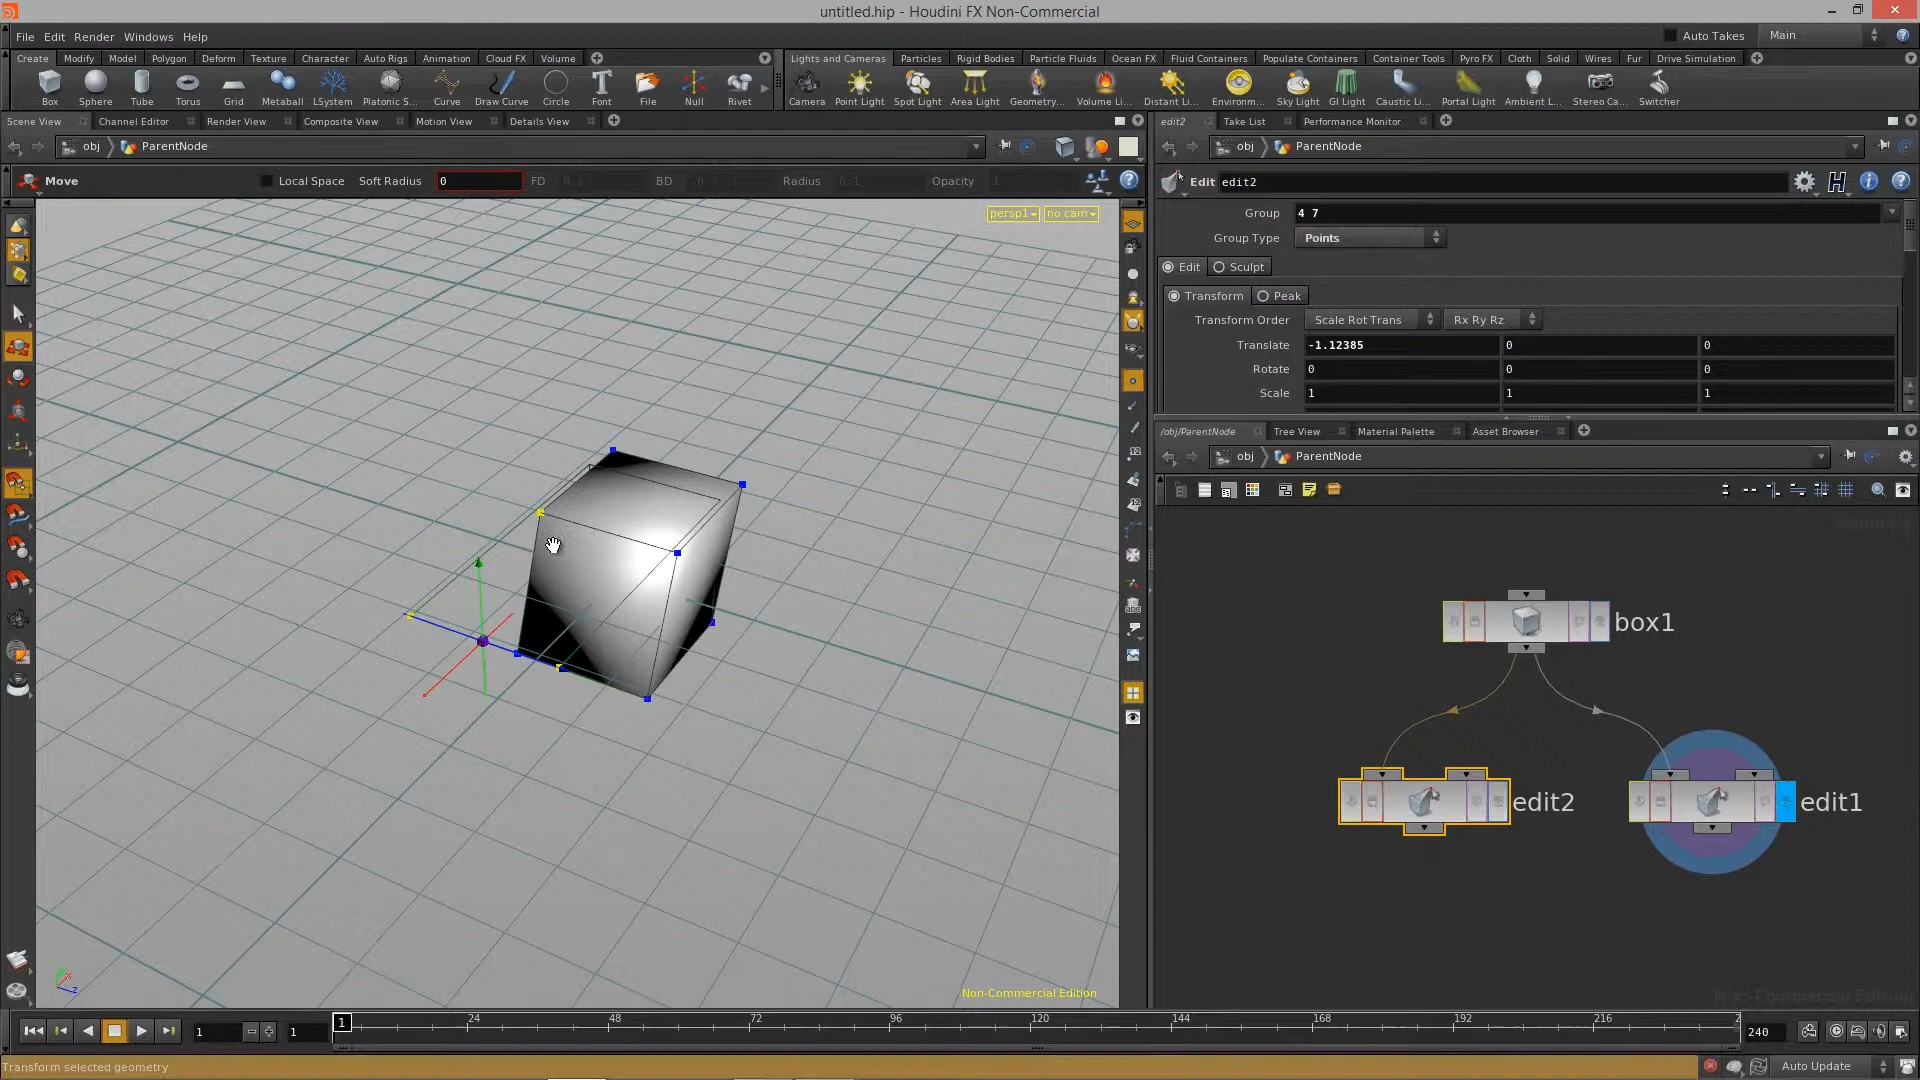 untitled.hip - Houdini FX Non-Commercial
File Edit Render Windows Help
Auto Takes Main
Create Modify Model Polygon Deform Texture Character Auto Rigs Animation Cloud FX Volume
Lights and Cameras Particles Rigid Bodies Particle Fluids Ocean FX Fluid Containers Populate Containers Container Tools Pyro FX Cloth Solid Wires Fur Drive Simulation
Box Sphere Tube Torus Grid Metaball LSystem Platonic S... Curve Draw Curve Circle Font File Null Rivet
Camera Point Light Spot Light Area Light Geometry... Volume Li... Distant Li... Environm... Sky Light GI Light Caustic Li... Portal Light Ambient L... Stereo Ca... Switcher
Scene View Channel Editor Render View Composite View Motion View Details View
edit2 Take List Performance Monitor
obj ParentNode
obj ParentNode
Move Local Space Soft Radius 0 FD BD Radius 0.1 Opacity 1
Edit edit2
persp1 no cam
Group 4 7
Group Type Points
Edit Sculpt
Transform Peak
Transform Order Scale Rot Trans Rx Ry Rz
Translate -1.12385 0 0
Rotate 0 0 0
Scale 1 1 1
/obj/ParentNode Tree View Material Palette Asset Browser
obj ParentNode
box1
edit2
edit1
Non-Commercial Edition
Non-Commercial Edition
1 1 1 24 48 72 96 120 144 168 192 216 2 240
Transform selected geometry
Auto Update